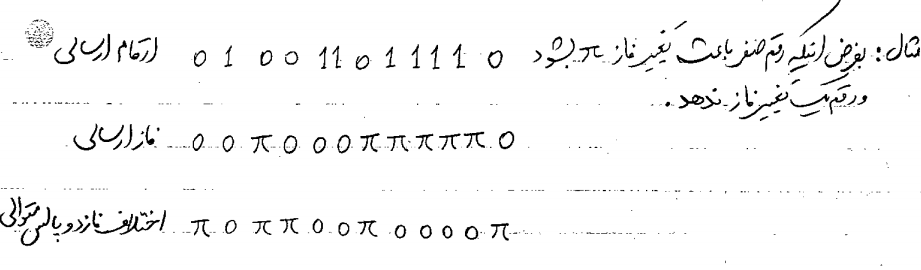 مثال: بفرض اینکه رقم صفر باعث تغییر فاز π بشود 0 1 0 0 1 1 0 1 1 1 1 0 ارقام ارسالی
و رقم یک تغییر فاز ندهد.
0 0 π 0 0 0 π π π π π 0 فاز ارسالی
π 0 π π 0 0 π 0 0 0 0 π اختلاف فاز دو پالس متوالی